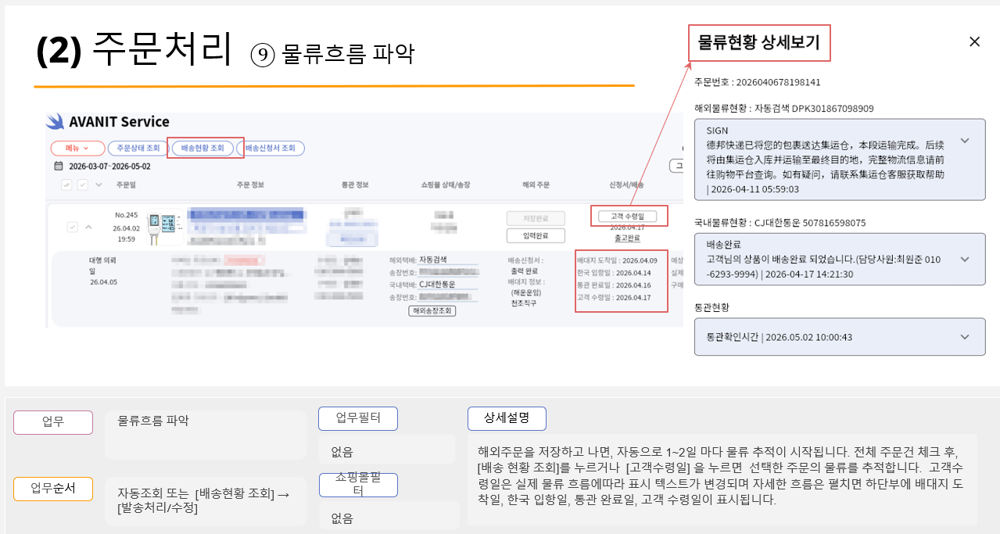 (2) 주문처리 ⑨ 물류흐름 파악
물류현황 상세보기
주문번호 : 2026040678198141
해외물류현황 : 자동검색 DPK301867098909
SIGN
德邦快递已将您的包裹送达集运仓，本段运输完成。后续
将由集运仓入库并运输至最终目的地，完整物流信息请前
往购物平台查询。如有疑问，请联系集运仓客服获取帮助
| 2026-04-11 05:59:03
국내물류현황 : CJ대한통운 507816598075
배송완료
고객님의 상품이 배송완료 되었습니다.(담당사원:최원준 010
-6293-9994) | 2026-04-17 14:21:30
통관현황
통관확인시간 | 2026.05.02 10:00:43
AVANIT Service
메뉴 주문상태 조회 배송현황 조회 배송신청서 조회
2026-03-07~2026-05-02
주문일 주문 정보 통관 정보 쇼핑몰 상태/송장 해외 주문 신청서/배송
No.245
26.04.02
19:59
저장완료
입력완료
고객 수령일
2026.04.17
출고완료
대행 의뢰
일
26.04.05
해외택배: 자동검색
송장번호:
국내택배: CJ대한통운
송장번호:
해외송장조회
배송신청서 :
출력 완료
배대지 정보 :
(해운운임)
천조직구
배대지 도착일 : 2026.04.09
한국 입항일 : 2026.04.14
통관 완료일 : 2026.04.16
고객 수령일 : 2026.04.17
예상
실제
구매
업무
물류흐름 파악
업무순서
자동조회 또는 [배송현황 조회] →
[발송처리/수정]
업무필터
없음
쇼핑몰필
터
없음
상세설명
해외주문을 저장하고 나면, 자동으로 1~2일 마다 물류 추적이 시작됩니다. 전체 주문건 체크 후,
[배송 현황 조회]를 누르거나 [고객수령일] 을 누르면 선택한 주문의 물류를 추적합니다. 고객수
령일은 실제 물류 흐름에따라 표시 텍스트가 변경되며 자세한 흐름은 펼치면 하단부에 배대지 도
착일, 한국 입항일, 통관 완료일, 고객 수령일이 표시됩니다.